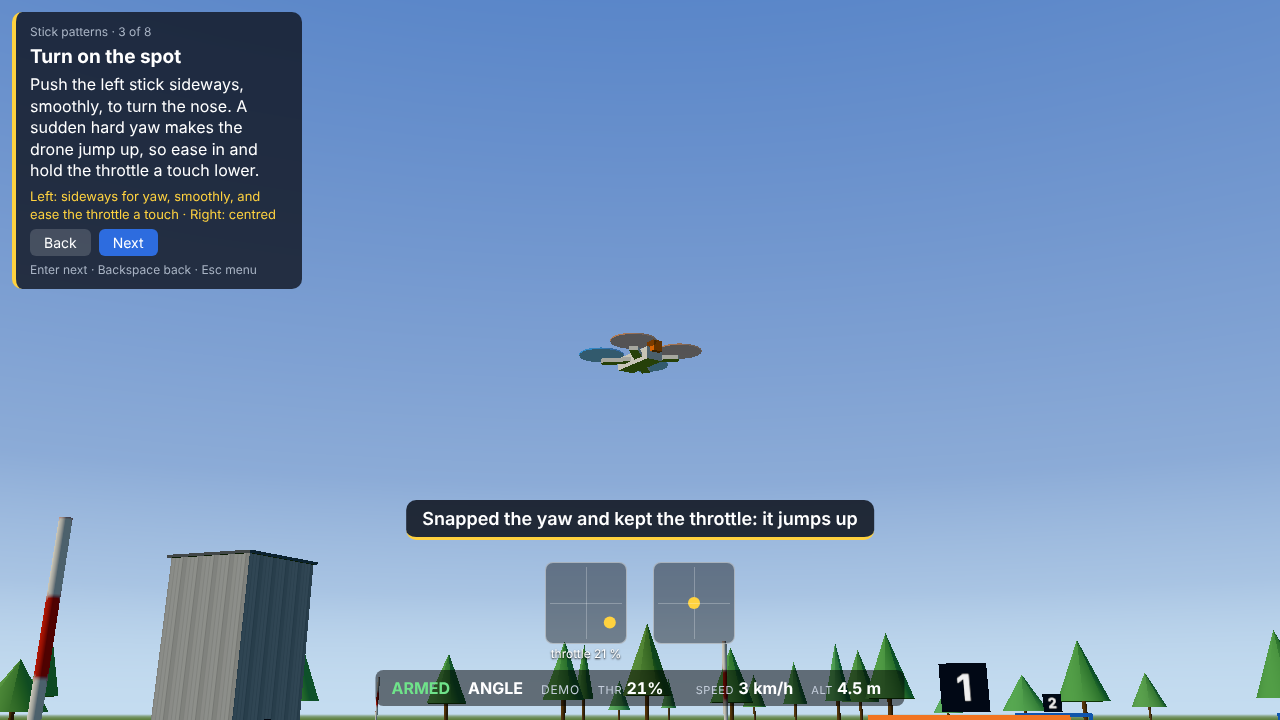 Stick patterns · 3 of 8
Turn on the spot
Push the left stick sideways,
smoothly, to turn the nose. A
sudden hard yaw makes the
drone jump up, so ease in and
hold the throttle a touch lower.
Left: sideways for yaw, smoothly, and
ease the throttle a touch · Right: centred
Back Next
Enter next · Backspace back · Esc menu
Snapped the yaw and kept the throttle: it jumps up
throttle 21 %
ARMED ANGLE DEMO THR 21% SPEED 3 km/h ALT 4.5 m
1
2